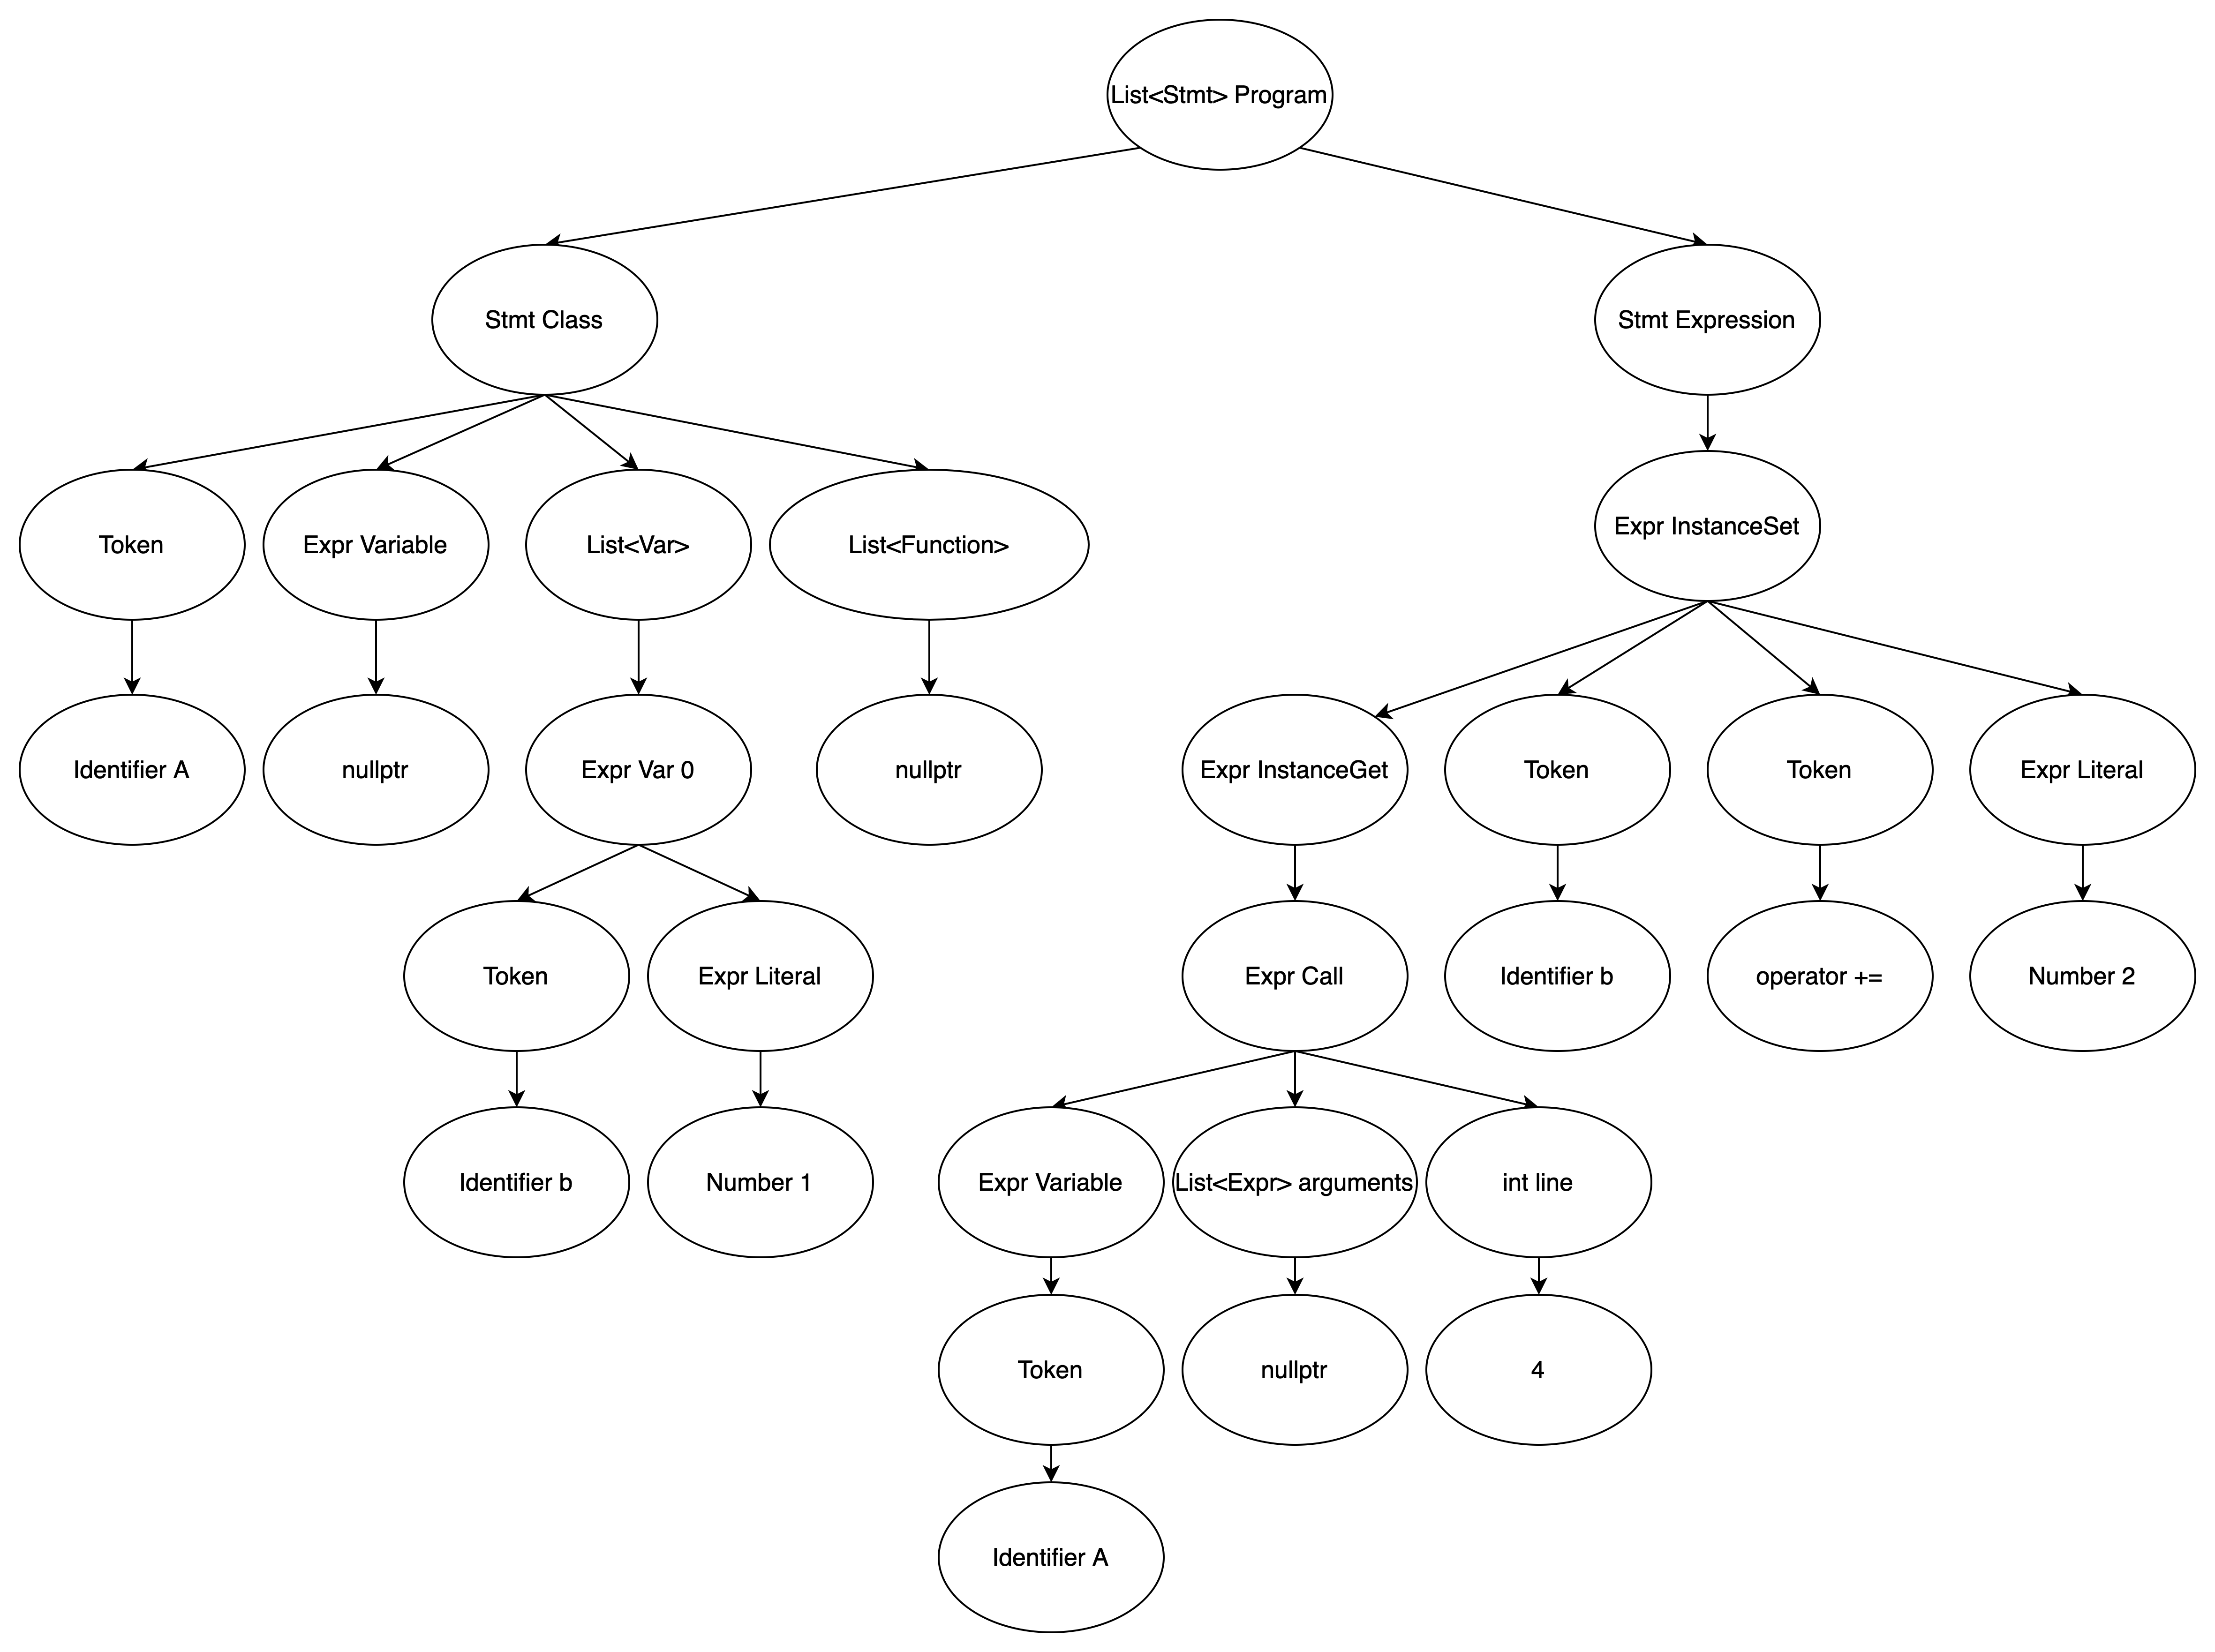 List<Stmt> Program
Stmt Class
Stmt Expression
Token
Expr Variable
List<Var>
List<Function>
Expr InstanceSet
Identifier A
nullptr
Expr Var 0
nullptr
Expr InstanceGet
Token
Token
Expr Literal
Token
Expr Literal
Expr Call
Identifier b
operator +=
Number 2
Identifier b
Number 1
Expr Variable
List<Expr> arguments
int line
Token
nullptr
4
Identifier A